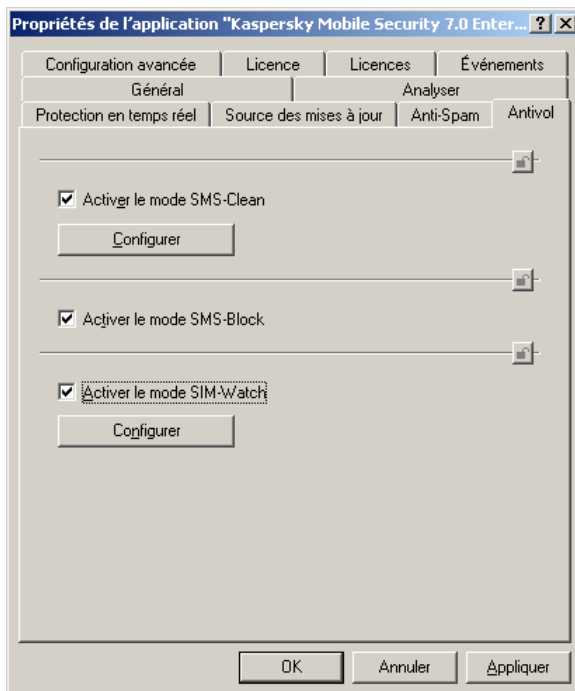 Propriétés de l'application "Kaspersky Mobile Security 7.0 Enter...
Configuration avancée Licence Licences Événements
Général Analyser
Protection en temps réel Source des mises à jour Anti-Spam Antivol
Activer le mode SMS-Clean
Configurer
Activer le mode SMS-Block
Activer le mode SIM-Watch
Configurer
OK Annuler Appliquer